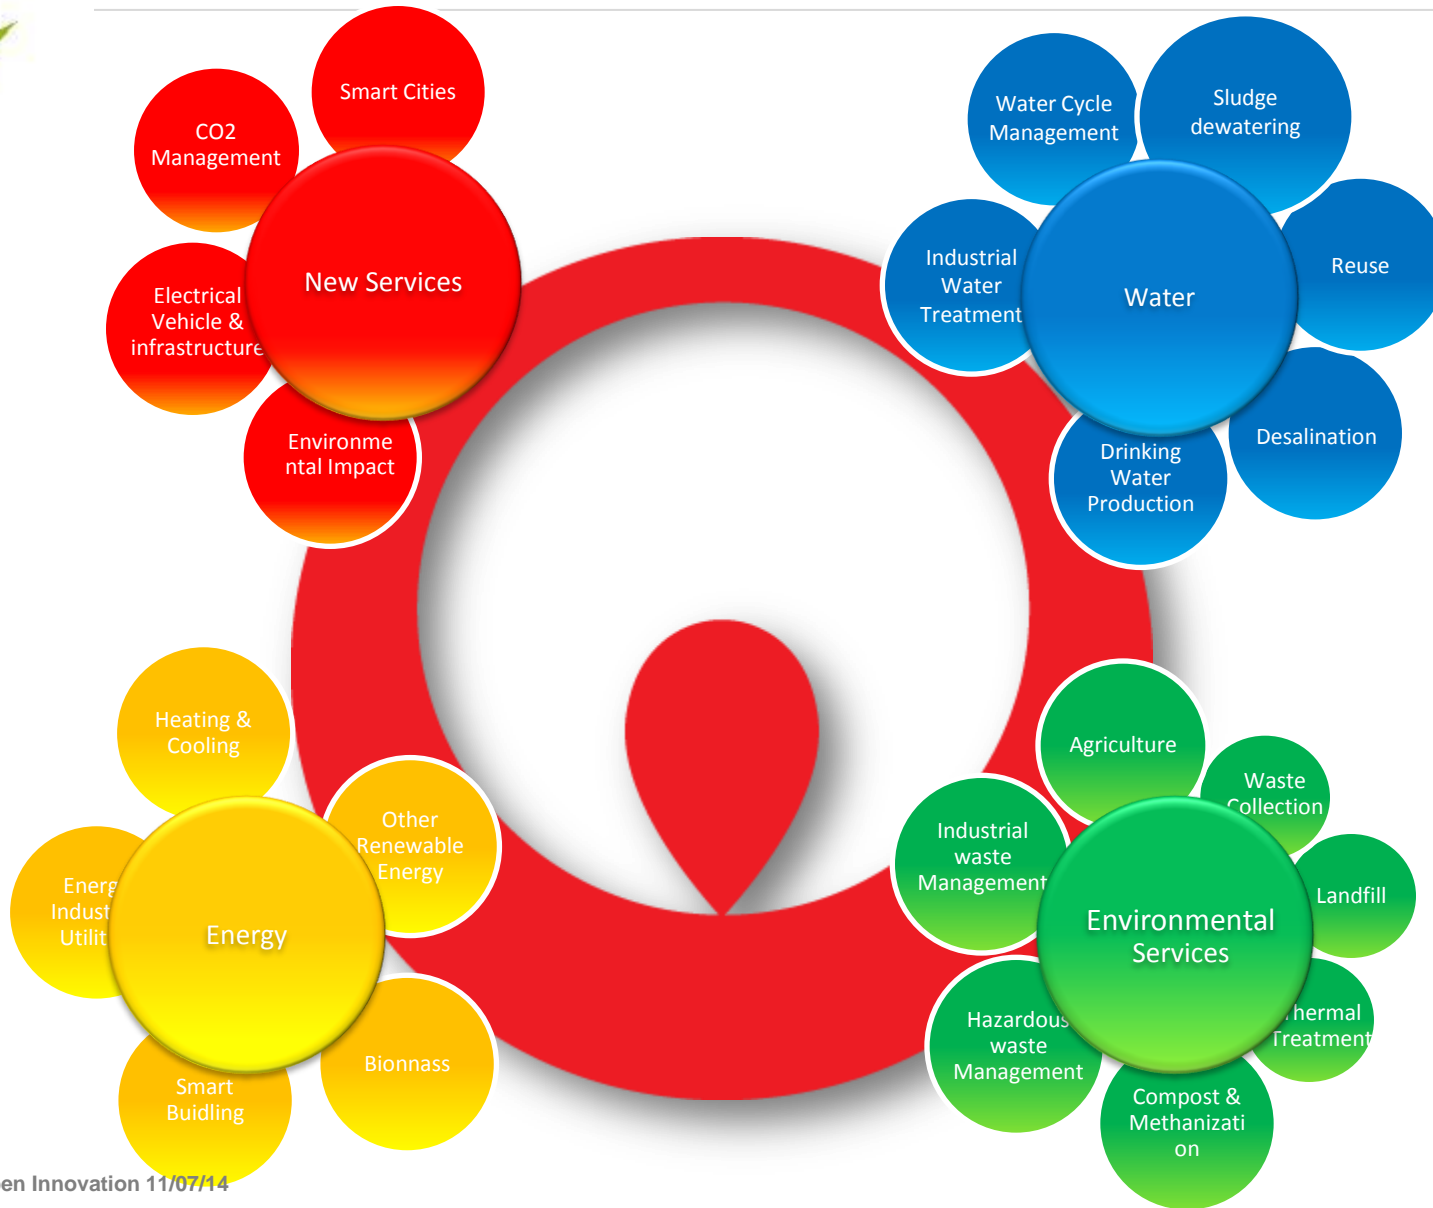 Smart Cities
CO2
Management
New Services
Electrical
Vehicle &
infrastructure
Environme
ntal Impact
Water Cycle
Management
Sludge
dewatering
Industrial
Water
Treatment
Water
Reuse
Desalination
Drinking
Water
Production
Heating &
Cooling
Other
Renewable
Energy
Energy
Bionnass
Smart
Buidling
Agriculture
Waste
Collection
Industrial
waste
Management
Landfill
Environmental
Services
Hazardous
waste
Management
Thermal
Treatment
Compost &
Methanizati
on
Innovation 11/07/14